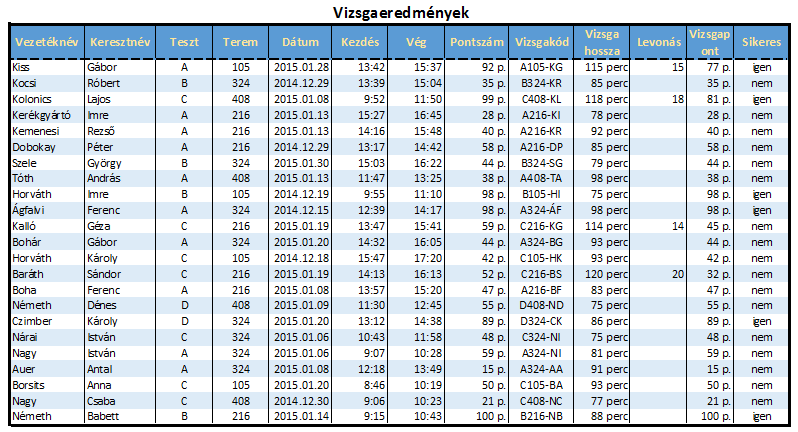 Vizsgaeredmények
Vezetéknév Keresztnév Teszt Terem Dátum Kezdés Vég Pontszám Vizsgakód Vizsga hossza Levonás Vizsgapont Sikeres
Kiss Gábor A 105 2015.01.28 13:42 15:37 92 p. A105-KG 115 perc 15 77 p. igen
Kocsi Róbert B 324 2014.12.29 13:39 15:04 35 p. B324-KR 85 perc 35 p. nem
Kolonics Lajos C 408 2015.01.08 9:52 11:50 99 p. C408-KL 118 perc 18 81 p. igen
Kerékgyártó Imre A 216 2015.01.13 15:27 16:45 28 p. A216-KI 78 perc 28 p. nem
Kemenesi Rezső A 216 2015.01.13 14:16 15:48 40 p. A216-KR 92 perc 40 p. nem
Dobokay Péter A 216 2014.12.29 13:17 14:42 58 p. A216-DP 85 perc 58 p. nem
Szele György B 324 2015.01.30 15:03 16:22 44 p. B324-SG 79 perc 44 p. nem
Tóth András A 408 2015.01.13 11:47 13:25 38 p. A408-TA 98 perc 38 p. nem
Horváth Imre B 105 2014.12.19 9:55 11:10 98 p. B105-HI 75 perc 98 p. igen
Ágfalvi Ferenc A 324 2014.12.15 12:39 14:17 98 p. A324-ÁF 98 perc 98 p. igen
Kalló Géza C 216 2015.01.19 13:47 15:41 59 p. C216-KG 114 perc 14 45 p. nem
Bohár Gábor A 324 2015.01.20 14:32 16:05 44 p. A324-BG 93 perc 44 p. nem
Horváth Károly C 105 2014.12.18 15:47 17:20 42 p. C105-HK 93 perc 42 p. nem
Baráth Sándor C 216 2015.01.19 14:13 16:13 52 p. C216-BS 120 perc 20 32 p. nem
Boha Ferenc A 216 2015.01.08 13:57 15:20 47 p. A216-BF 83 perc 47 p. nem
Németh Dénes D 408 2015.01.09 11:30 12:45 55 p. D408-ND 75 perc 55 p. nem
Czimber Károly D 324 2015.01.20 13:12 14:38 89 p. D324-CK 86 perc 89 p. igen
Nárai István C 324 2015.01.06 10:43 11:58 48 p. C324-NI 75 perc 48 p. nem
Nagy István A 324 2015.01.06 9:07 10:28 59 p. A324-NI 81 perc 59 p. nem
Auer Antal A 324 2015.01.08 12:18 13:49 15 p. A324-AA 91 perc 15 p. nem
Borsits Anna C 105 2015.01.20 8:46 10:19 50 p. C105-BA 93 perc 50 p. nem
Nagy Csaba C 408 2014.12.30 9:06 10:23 21 p. C408-NC 77 perc 21 p. nem
Németh Babett B 216 2015.01.14 9:15 10:43 100 p. B216-NB 88 perc 100 p. igen